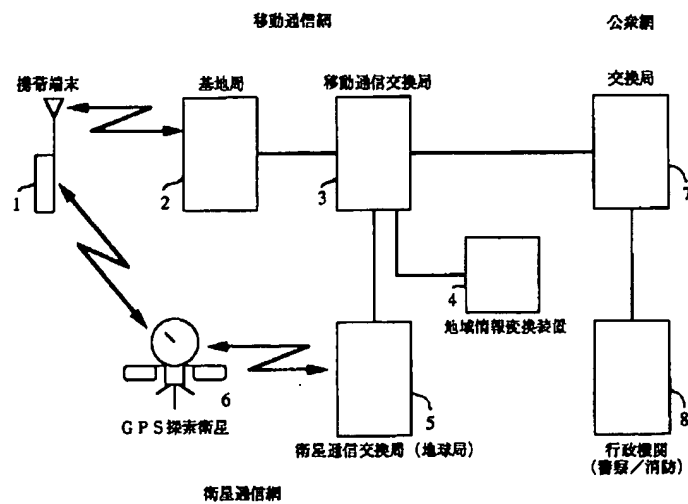 移動通信網
公衆網
携帯端末
基地局
移動通信交換局
交換局
1
2
3
7
4
地域情報変換装置
6
GPS探索衛星
5
衛星通信交換局(地球局)
8
行政機関
(警察/消防)
衛星通信網